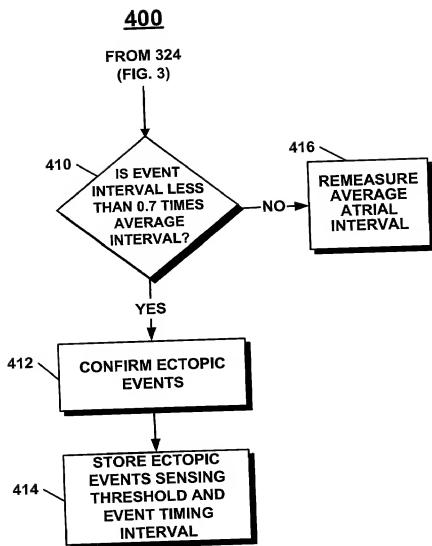 400
FROM 324
(FIG. 3)
410
IS EVENT
INTERVAL LESS
THAN 0.7 TIMES
AVERAGE
INTERVAL?
NO
416
REMEASURE
AVERAGE
ATRIAL
INTERVAL
YES
412
CONFIRM ECTOPIC
EVENTS
414
STORE ECTOPIC
EVENTS SENSING
THRESHOLD AND
EVENT TIMING
INTERVAL